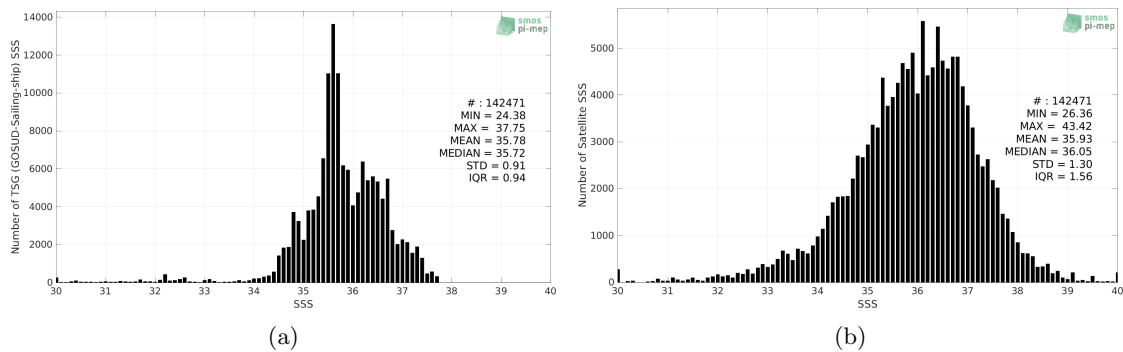 smos
pi-mep
14000
12000
10000
8000
6000
4000
2000
0
Number of TSG (GOSUD-Sailing-ship) SSS
# : 142471
MIN = 24.38
MAX = 37.75
MEAN = 35.78
MEDIAN = 35.72
STD = 0.91
IQR = 0.94
30 31 32 33 34 35 36 37 38 39 40
SSS
(a)
smos
pi-mep
5000
4000
3000
2000
1000
0
Number of Satellite SSS
# : 142471
MIN = 26.36
MAX = 43.42
MEAN = 35.93
MEDIAN = 36.05
STD = 1.30
IQR = 1.56
30 31 32 33 34 35 36 37 38 39 40
SSS
(b)